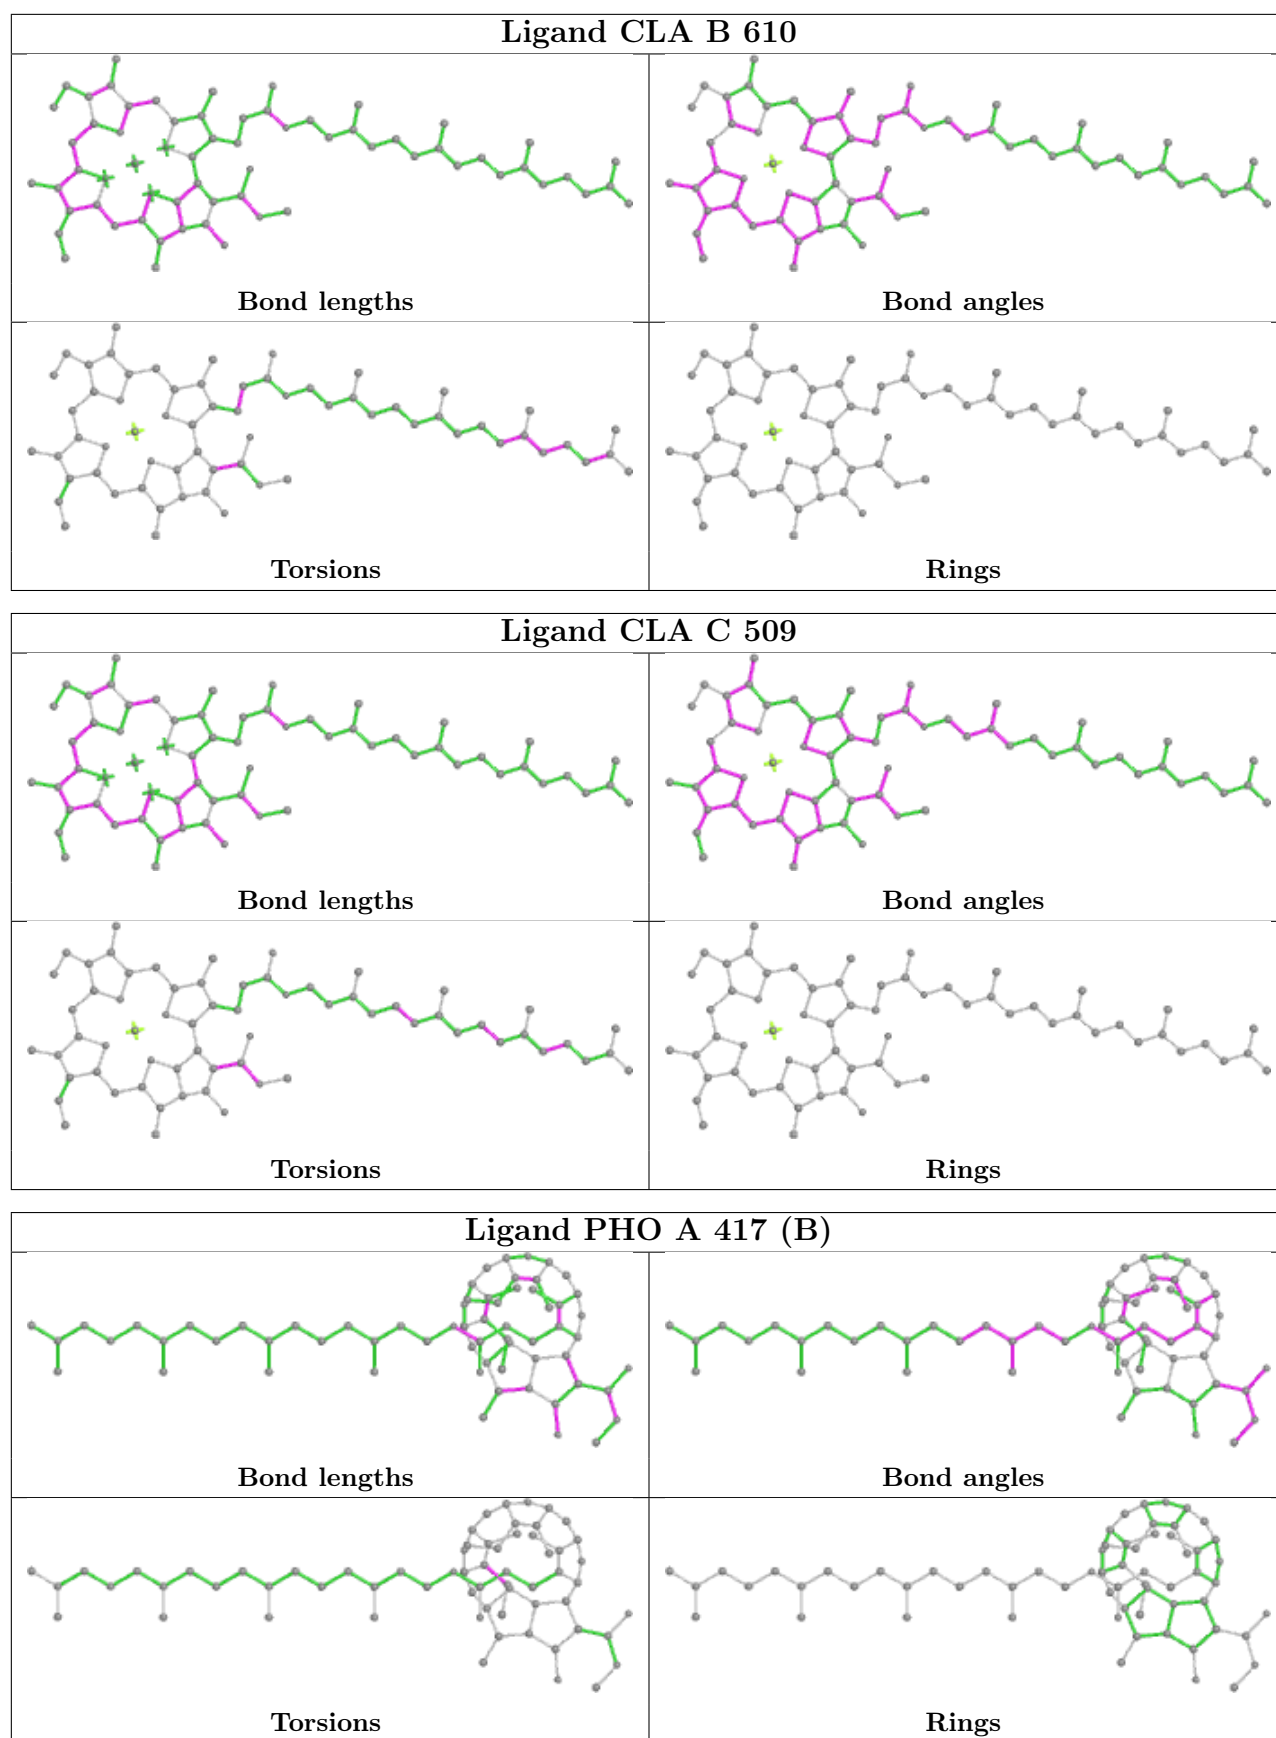 Ligand CLA B 610
Bond lengths
Bond angles
Torsions
Rings
Ligand CLA C 509
Bond lengths
Bond angles
Torsions
Rings
Ligand PHO A 417 (B)
Bond lengths
Bond angles
Torsions
Rings